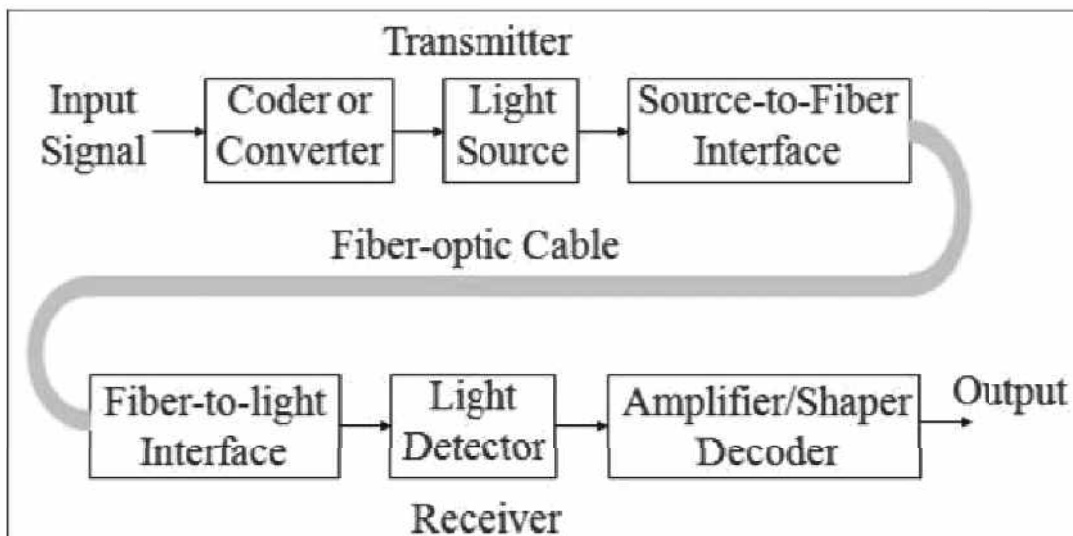 Transmitter
Input
Signal
Coder or
Converter
Light
Source
Source-to-Fiber
Interface
Fiber-optic Cable
Fiber-to-light
Interface
Light
Detector
Amplifier/Shaper
Decoder
Output
Receiver